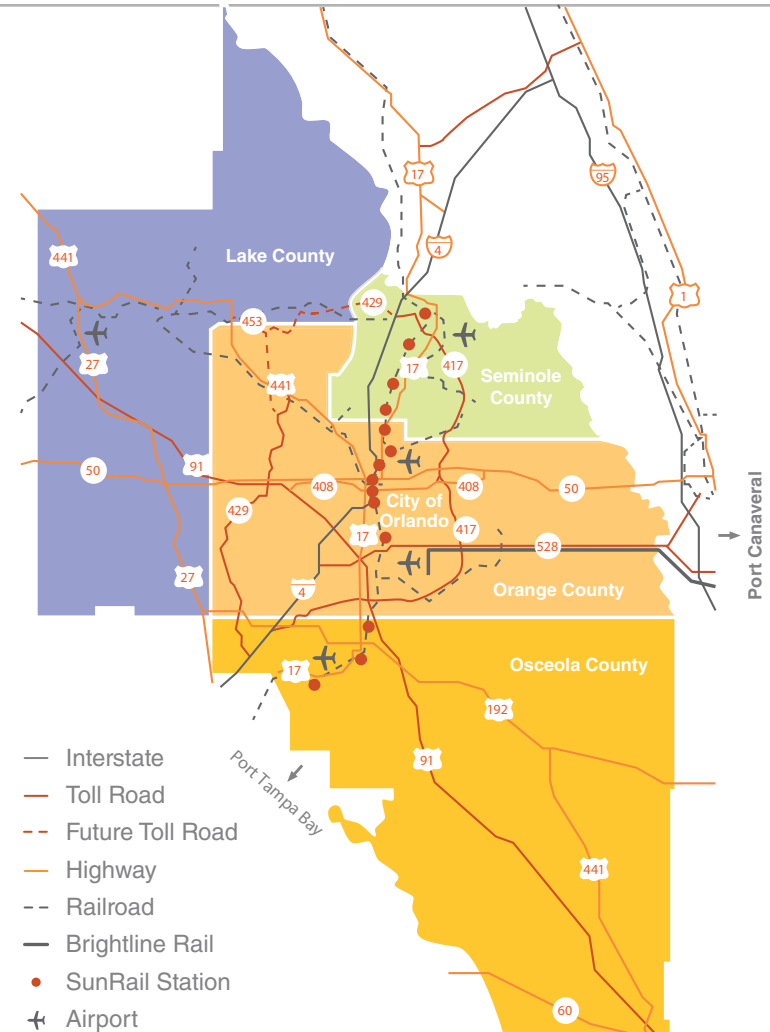 17
95
441
Lake County
4
1
453
429
27
17
417
Seminole
County
441
91
50
408
408
50
429
City of
Orlando
417
17
528
Port Canaveral
27
4
Orange County
17
Osceola County
192
91
Port Tampa Bay
441
60
Interstate
Toll Road
Future Toll Road
Highway
Railroad
Brightline Rail
SunRail Station
Airport